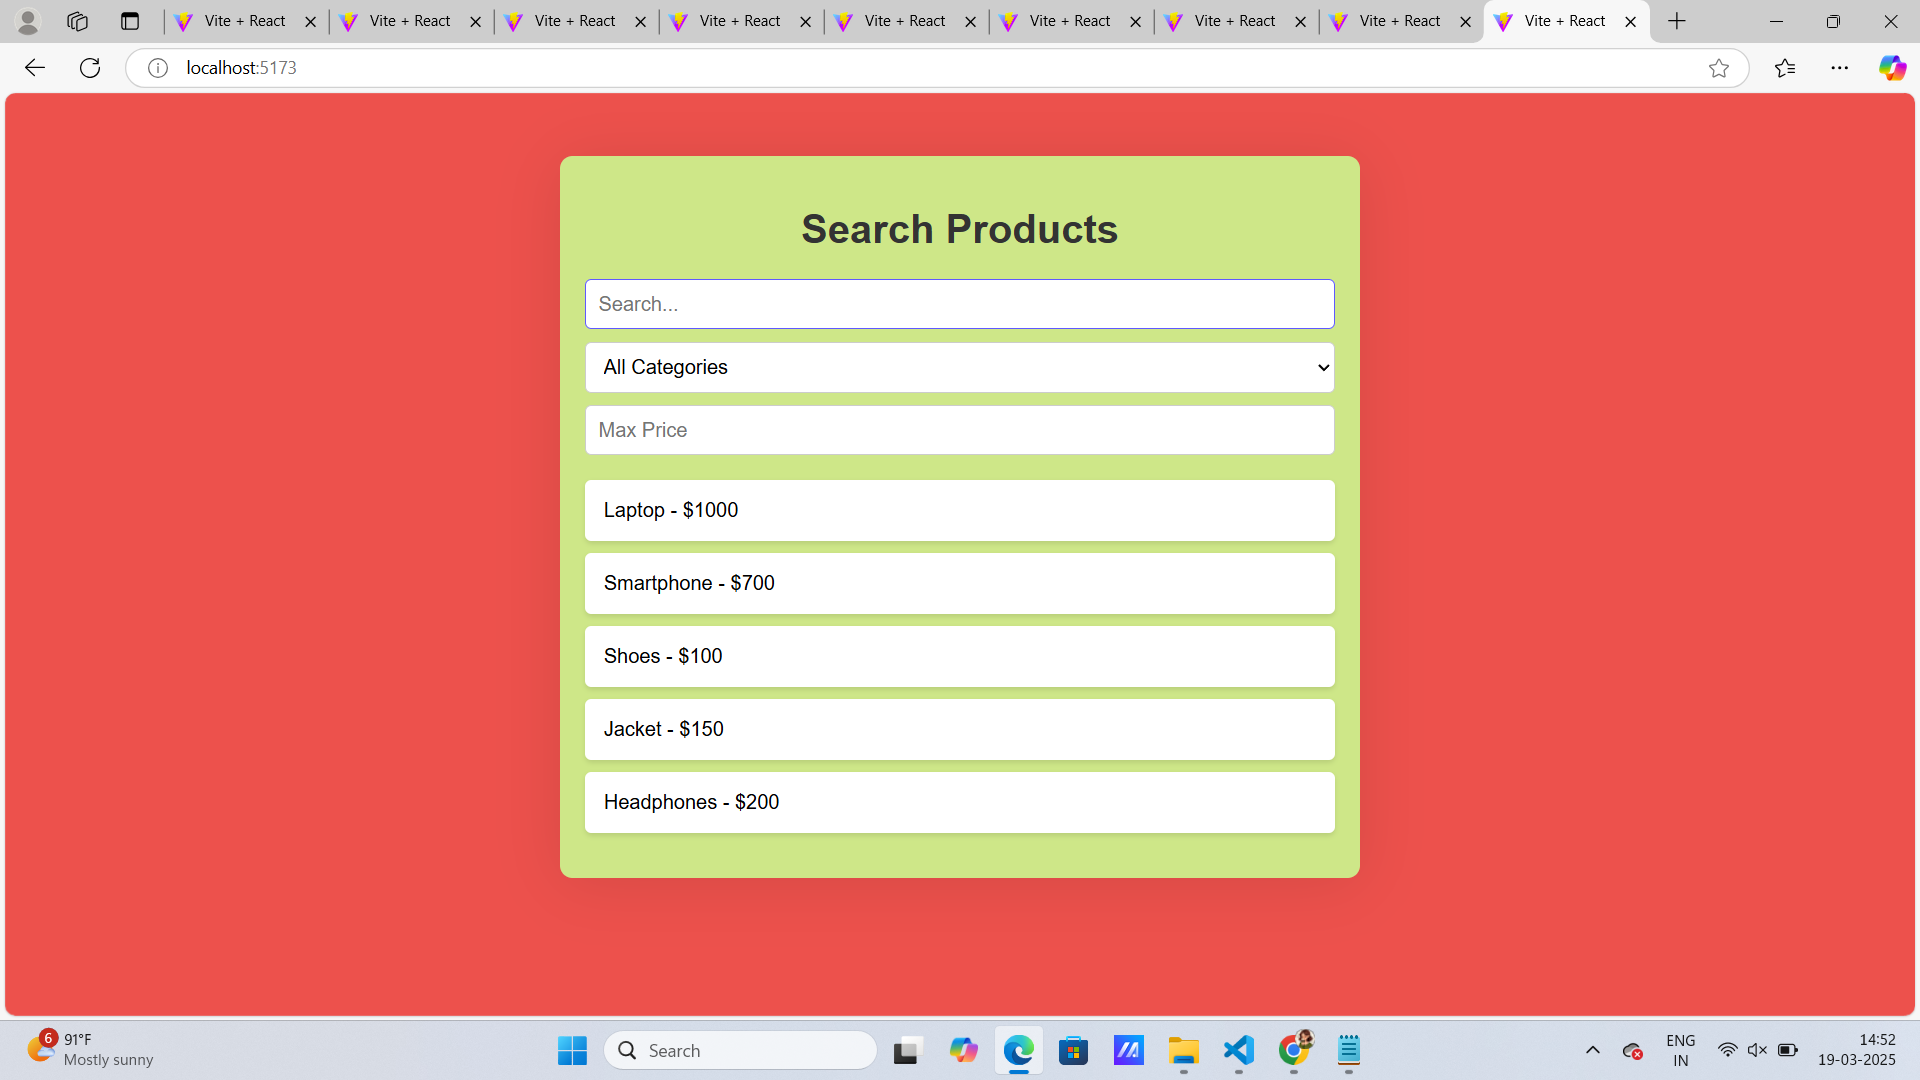 Vite + React Vite + React Vite + React Vite + React Vite + React Vite + React Vite + React Vite + React Vite + React
localhost:5173
Search Products
Search...
All Categories
Max Price
Laptop - $1000
Smartphone - $700
Shoes - $100
Jacket - $150
Headphones - $200
6
91°F
Mostly sunny
Search
ENG
IN
14:52
19-03-2025